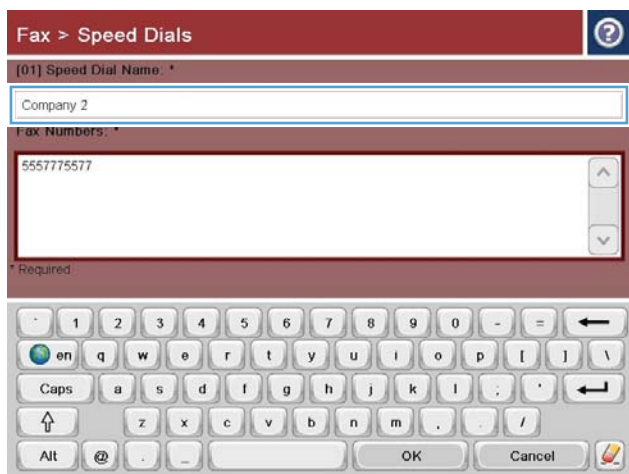 Fax > Speed Dials ?
[01] Speed Dial Name: *
Company 2
Fax Numbers: *
5557775577
* Required
1 2 3 4 5 6 7 8 9 0 - =
en q w e r t y u i o p [ ] \
Caps a s d f g h j k l ; '
z x c v b n m , . /
Alt @ . _ OK Cancel